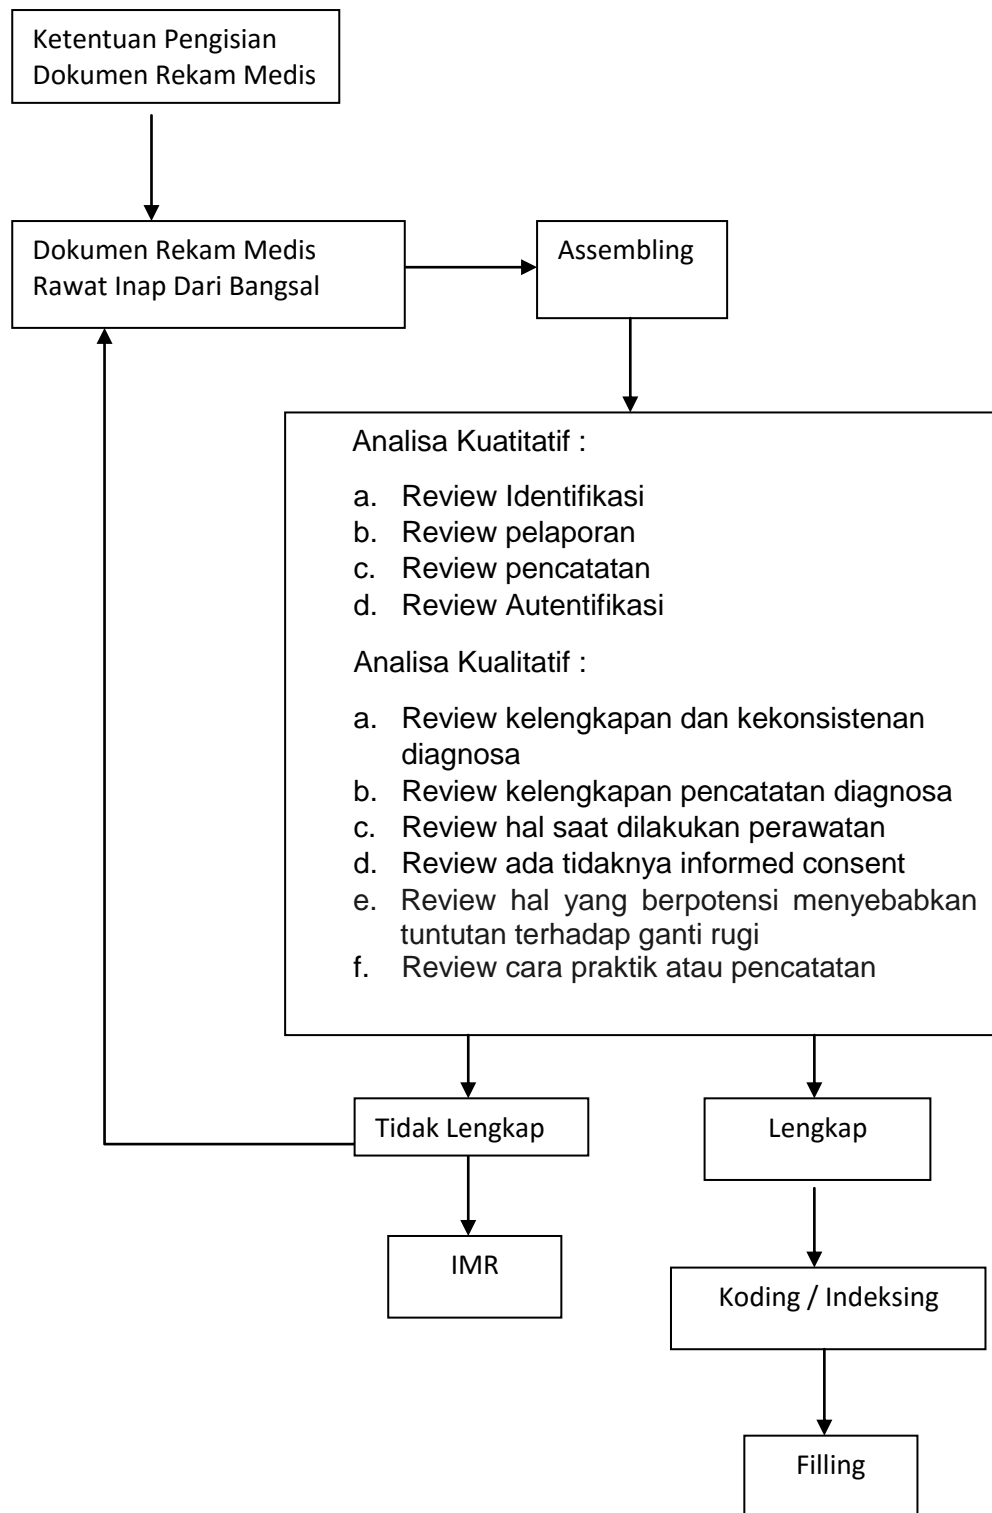 Ketentuan Pengisian
Dokumen Rekam Medis
Dokumen Rekam Medis
Rawat Inap Dari Bangsal
Assembling
Analisa Kuatitatif :
a. Review Identifikasi
b. Review pelaporan
c. Review pencatatan
d. Review Autentifikasi
Analisa Kualitatif :
a. Review kelengkapan dan kekonsistenan
diagnosa
b. Review kelengkapan pencatatan diagnosa
c. Review hal saat dilakukan perawatan
d. Review ada tidaknya informed consent
e. Review hal yang berpotensi menyebabkan
tuntutan terhadap ganti rugi
f. Review cara praktik atau pencatatan
Tidak Lengkap
Lengkap
IMR
Koding / Indeksing
Filling